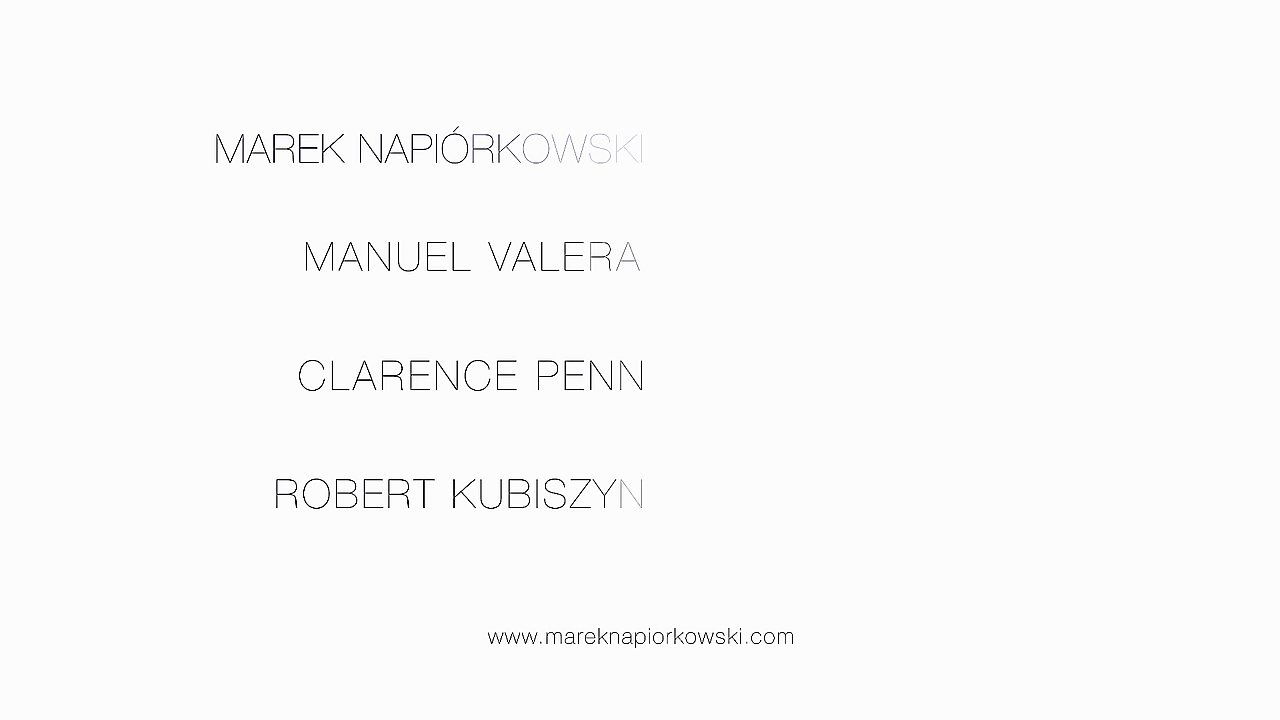 MAREK NAPIÓRKOWSKI
MANUEL VALERA
CLARENCE PENN
ROBERT KUBISZYN
www.mareknapiorkowski.com